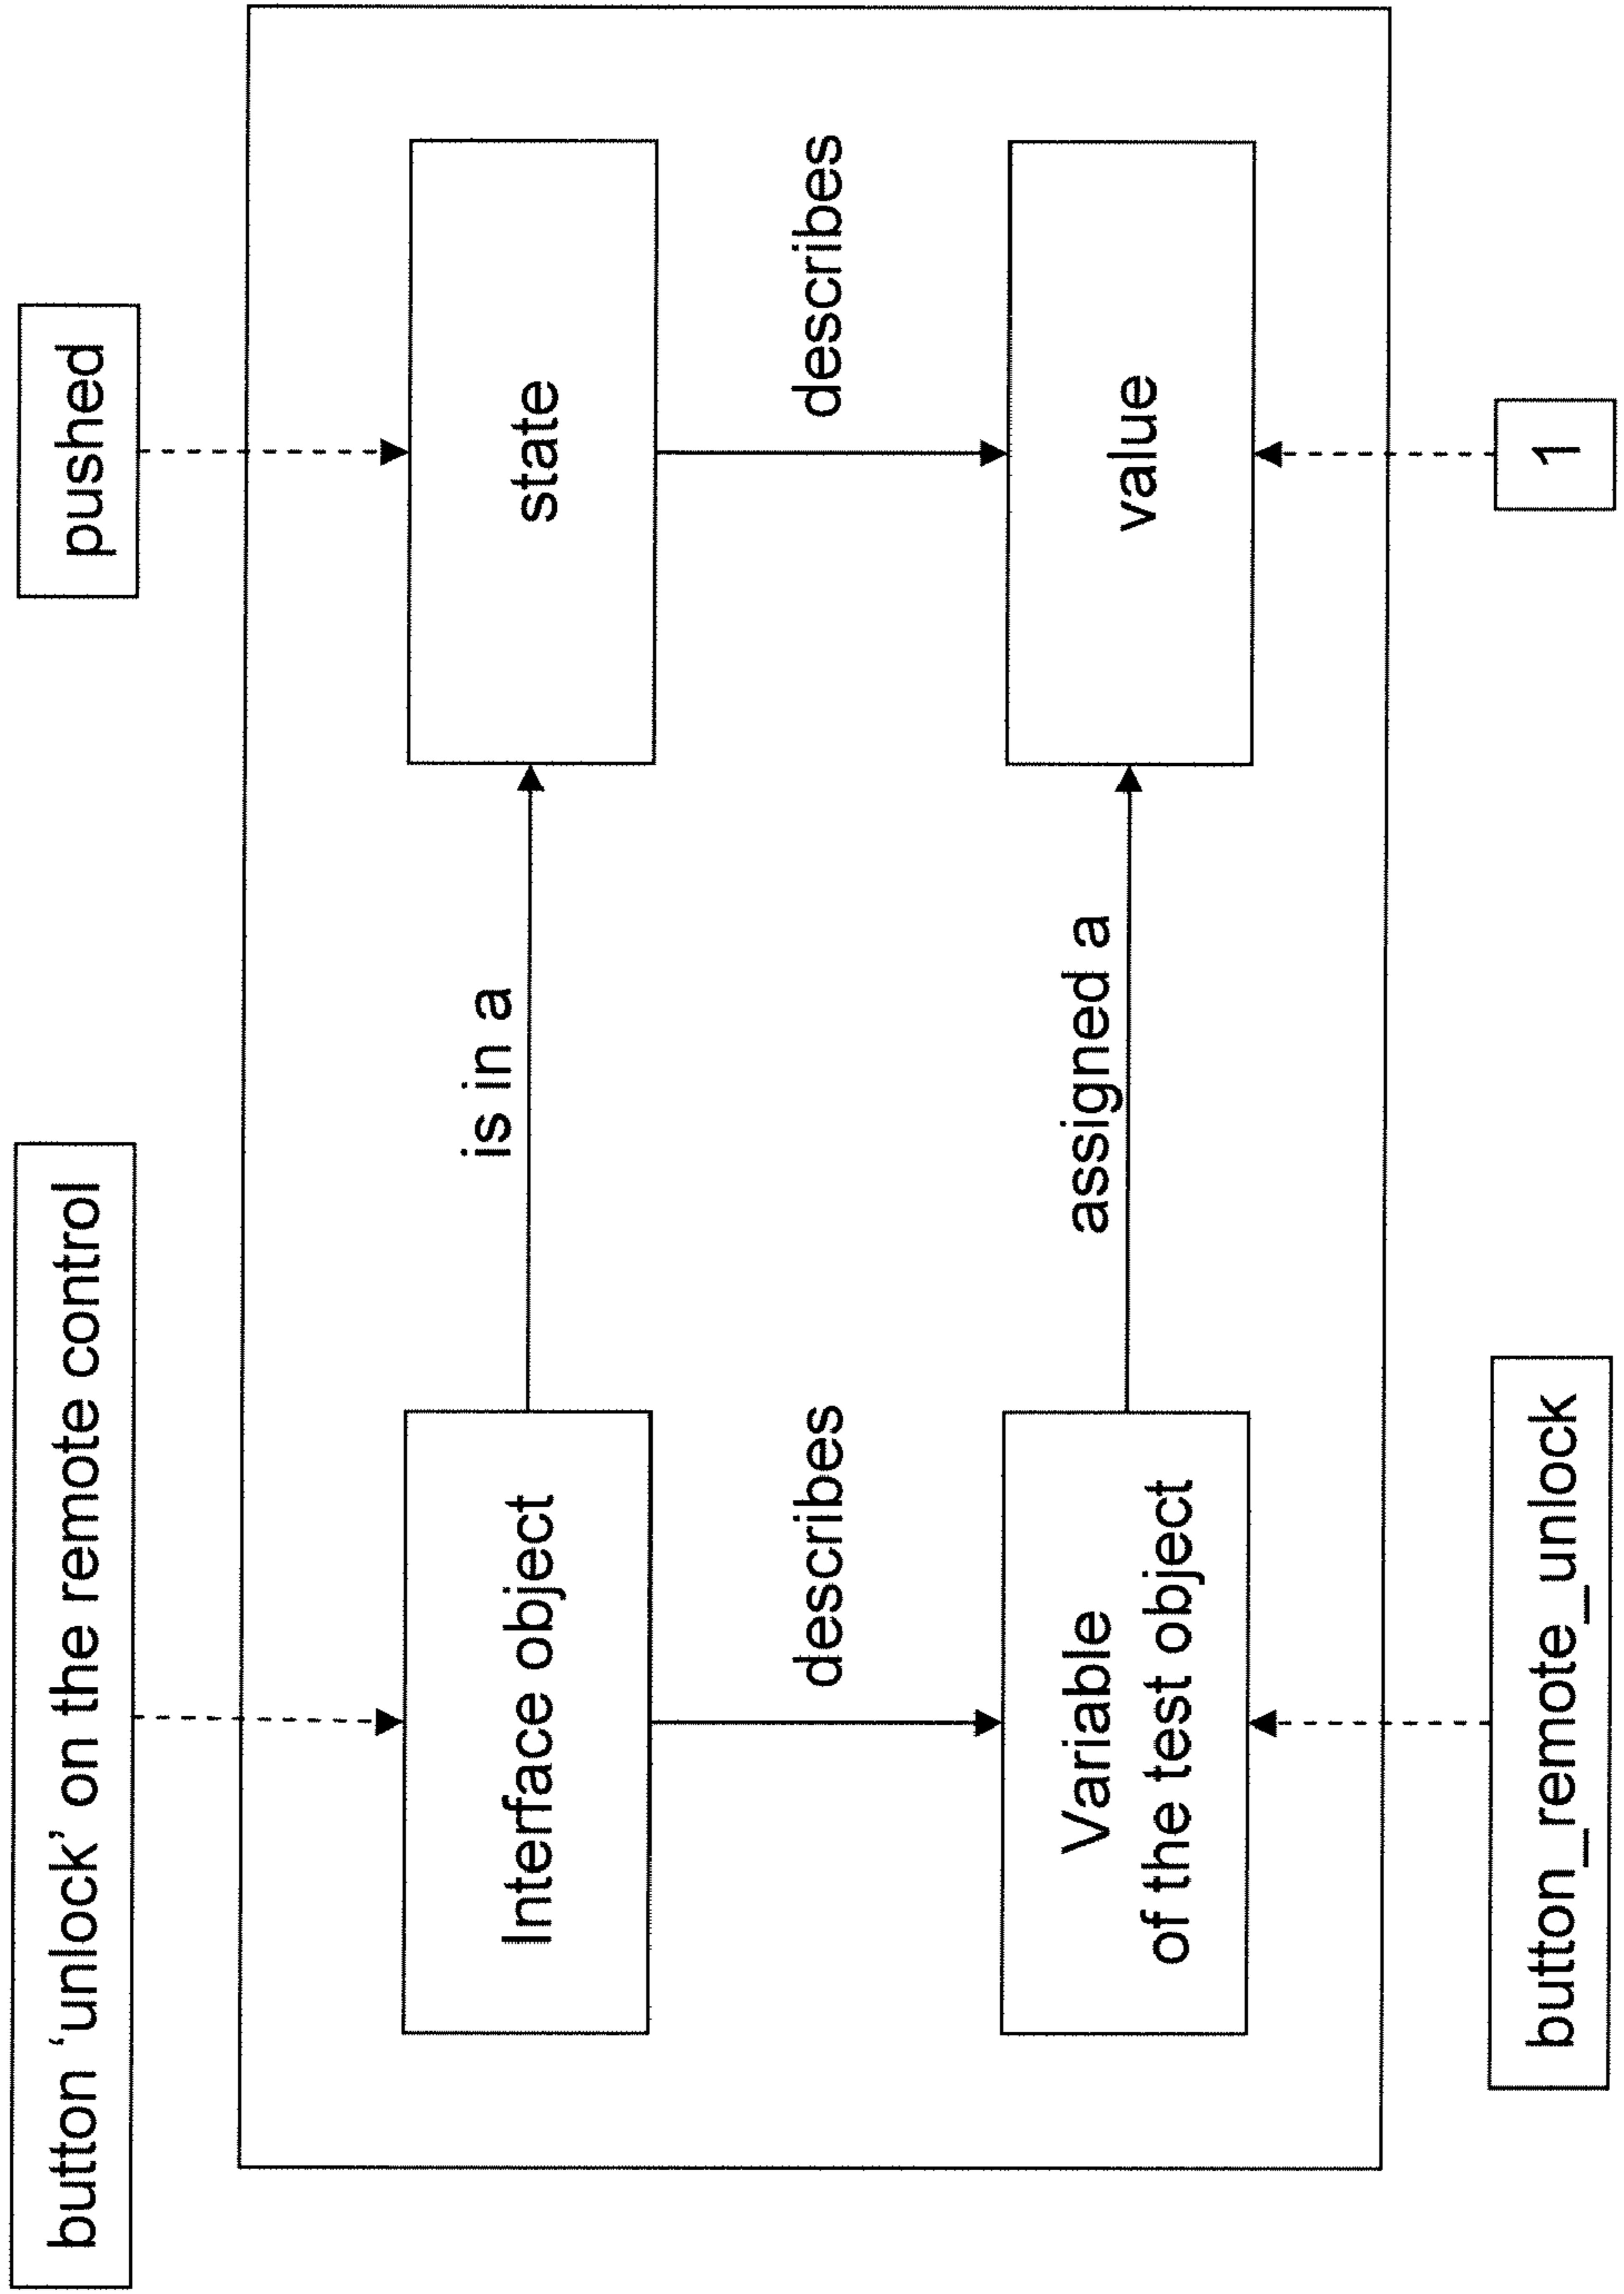 button ‘unlock’ on the remote control
pushed
Interface object
is in a
state
describes
describes
Variable
of the test object
assigned a
value
button_remote_unlock
1